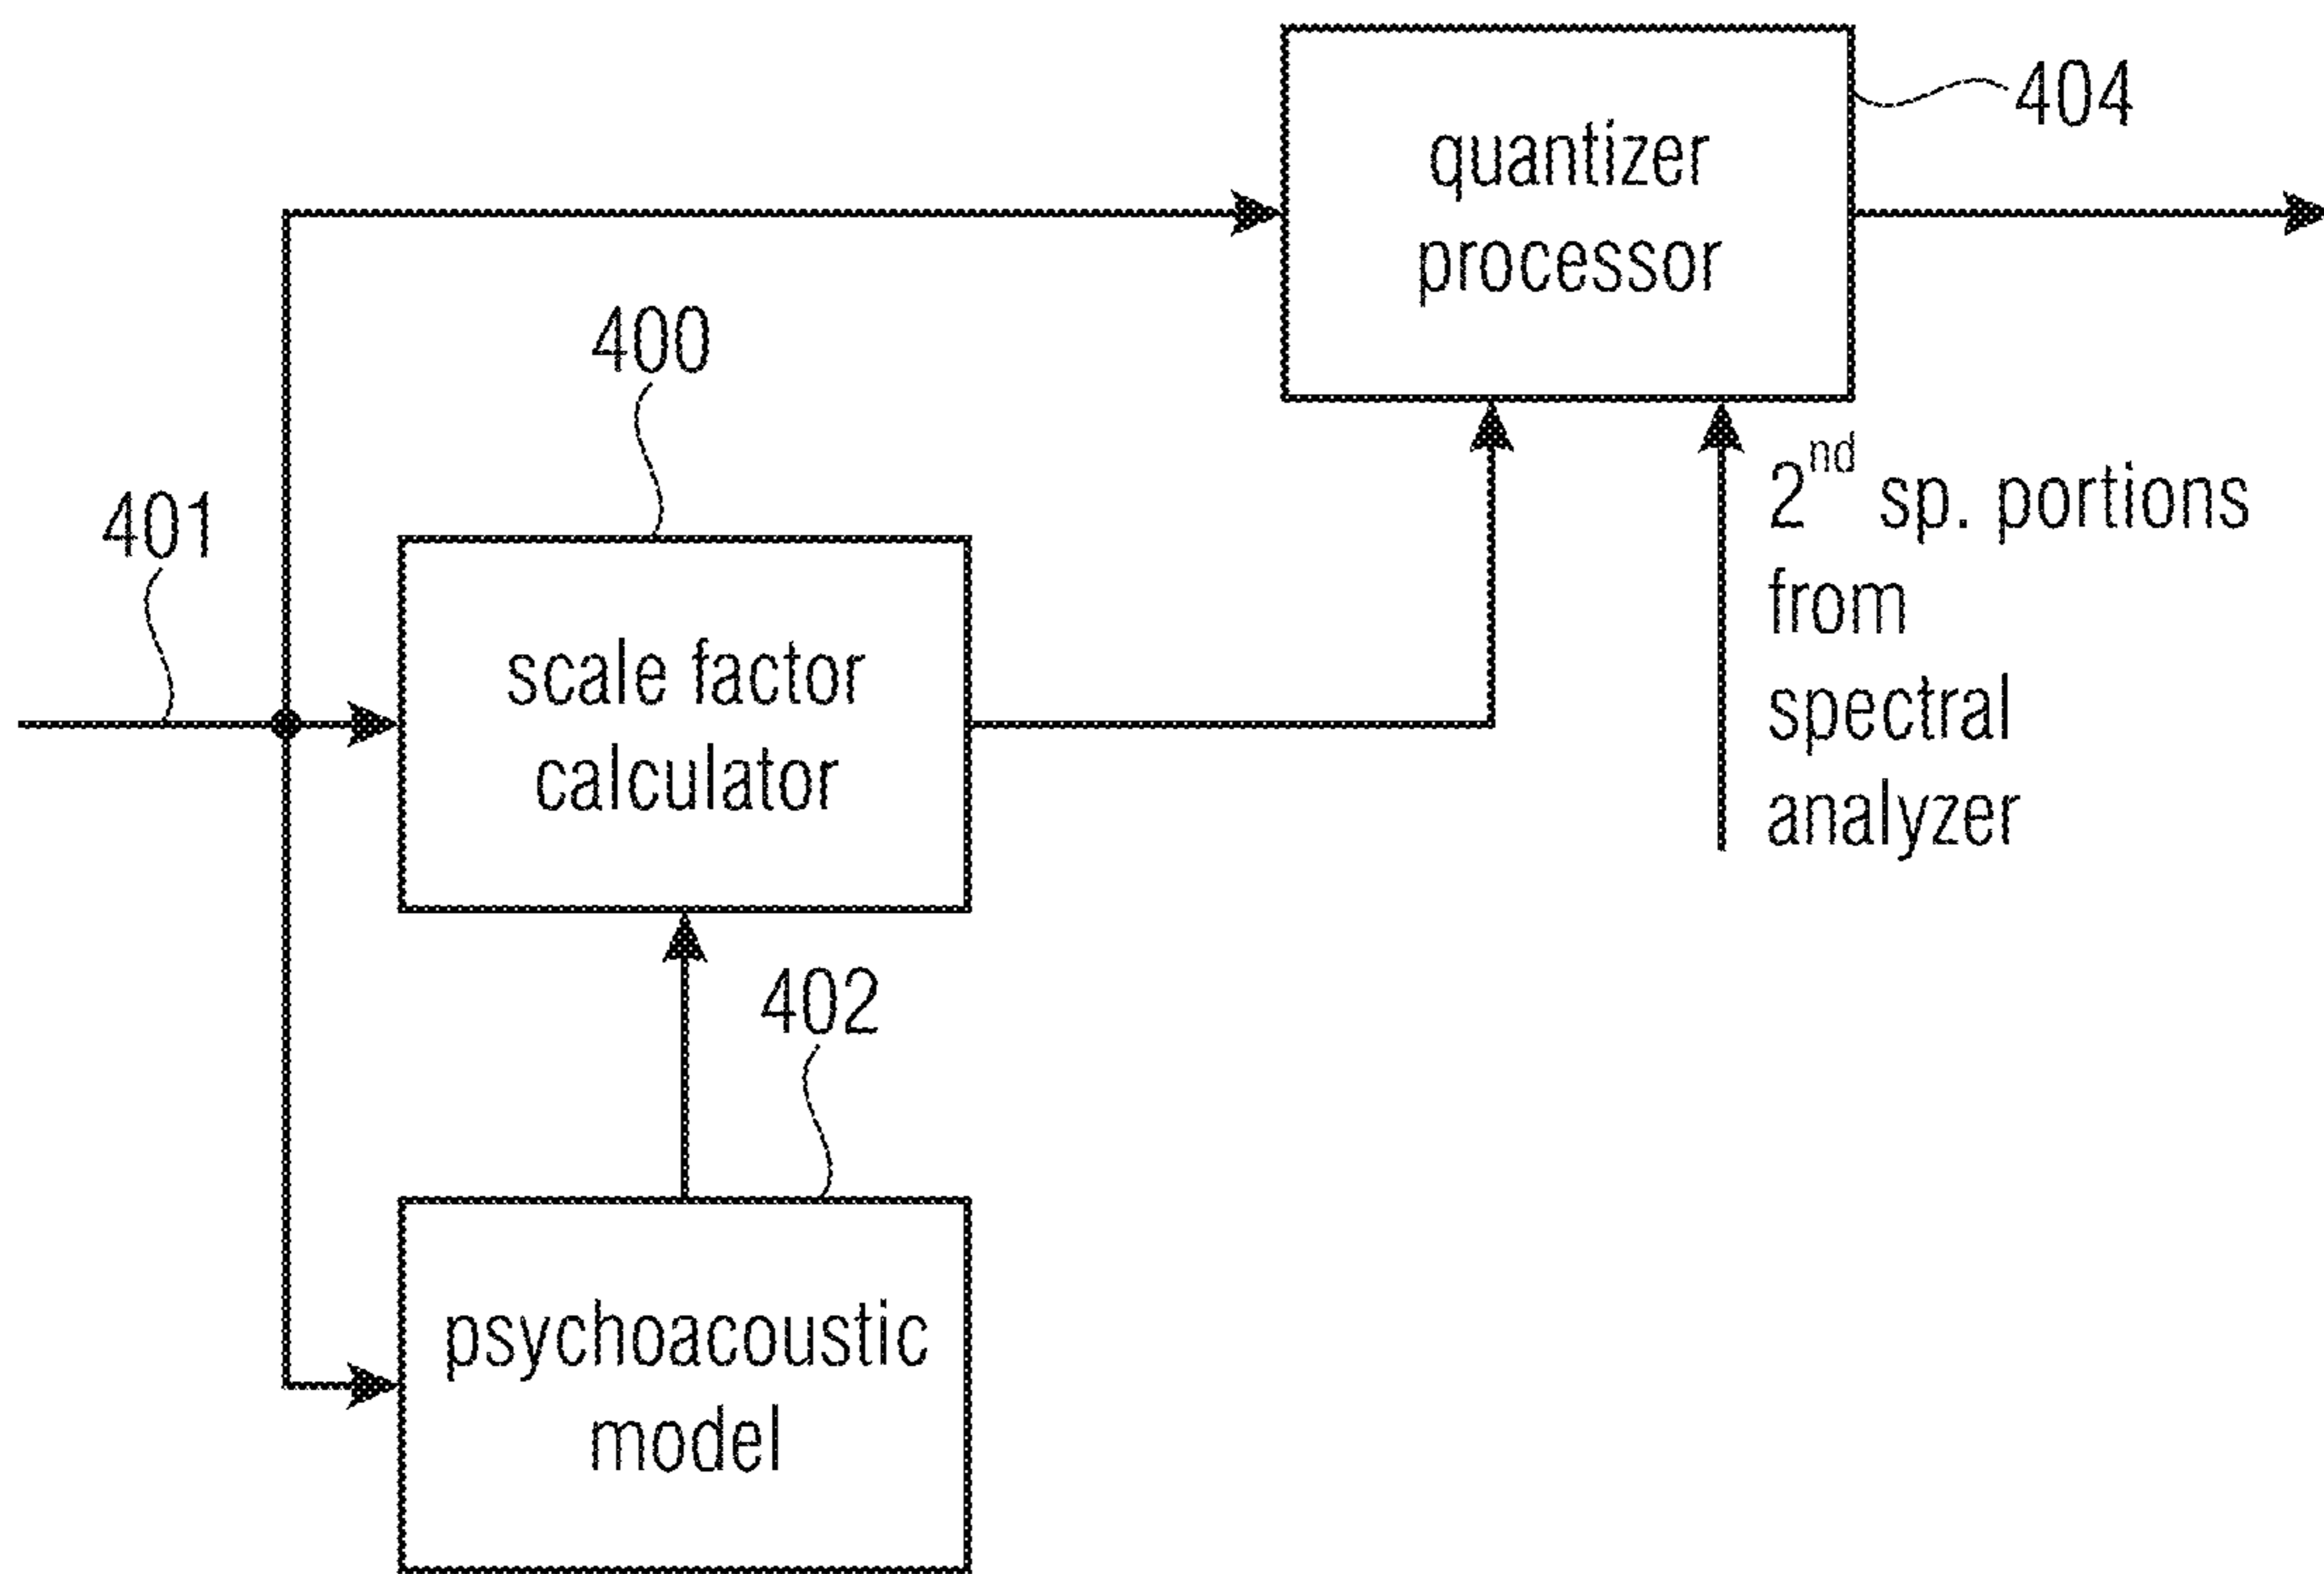 404
quantizer
processor
400
2nd sp. portions
from
spectral
analyzer
401
scale factor
calculator
402
psychoacoustic
model